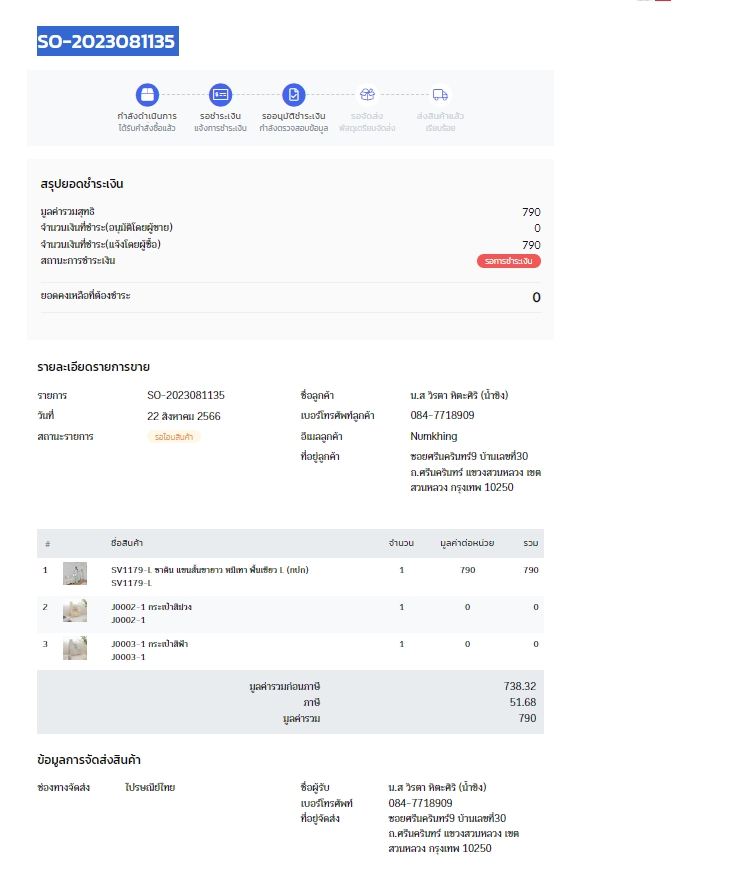 SO-2023081135
กำลังดำเนินการ รอชำระเงิน รออนุมัติชำระเงิน รอจัดส่ง ส่งสินค้าแล้ว
ได้รับคำสั่งซื้อแล้ว แจ้งการชำระเงิน กำลังตรวจสอบข้อมูล พัสดุเตรียมจัดส่ง เรียบร้อย
สรุปยอดชำระเงิน
มูลค่ารวมสุทธิ 790
จำนวนเงินที่ชำระ(อนุมัติโดยผู้ขาย) 0
จำนวนเงินที่ชำระ(แจ้งโดยผู้ซื้อ) 790
สถานะการชำระเงิน รอการชำระเงิน
ยอดคงเหลือที่ต้องชำระ 0
รายละเอียดรายการขาย
รายการ SO-2023081135 ชื่อลูกค้า น.ส วิรตา หิตะศิริ (น้ำขิง)
วันที่ 22 สิงหาคม 2566 เบอร์โทรศัพท์ลูกค้า 084-7718909
สถานะรายการ รอโอนสินค้า อีเมลลูกค้า Numkhing
ที่อยู่ลูกค้า ซอยศรีนครินทร์9 บ้านเลขที่30
ถ.ศรีนครินทร์ แขวงสวนหลวง เขต
สวนหลวง กรุงเทพ 10250
# ชื่อสินค้า จำนวน มูลค่าต่อหน่วย รวม
1 SV1179-L ซาติน แขนสั้นขายาว หมีเทา พื้นเขียว L (กปก) 1 790 790
SV1179-L
2 J0002-1 กระเป๋าสีม่วง 1 0 0
J0002-1
3 J0003-1 กระเป๋าสีฟ้า 1 0 0
J0003-1
มูลค่ารวมก่อนภาษี 738.32
ภาษี 51.68
มูลค่ารวม 790
ข้อมูลการจัดส่งสินค้า
ช่องทางจัดส่ง ไปรษณีย์ไทย ชื่อผู้รับ น.ส วิรตา หิตะศิริ (น้ำขิง)
เบอร์โทรศัพท์ 084-7718909
ที่อยู่จัดส่ง ซอยศรีนครินทร์9 บ้านเลขที่30
ถ.ศรีนครินทร์ แขวงสวนหลวง เขต
สวนหลวง กรุงเทพ 10250